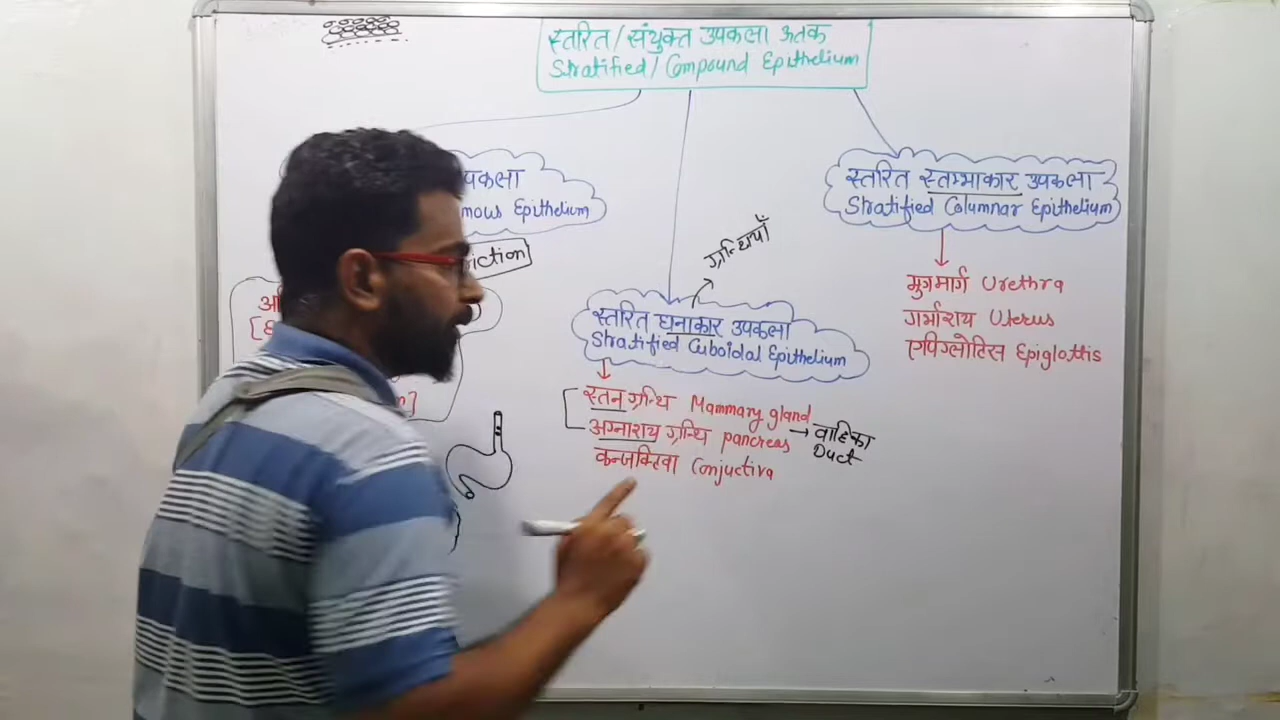 स्तरित/संयुक्त उपकला ऊतक
Stratified/Compound Epithelium
उपकला
mous Epithelium
iction
स्तरित स्तम्भाकार उपकला
Stratified Columnar Epithelium
मुत्रमार्ग Urethra
गर्भाशय Uterus
एपिग्लोटिस Epiglottis
ग्रन्थियाँ
स्तरित घनाकार उपकला
Stratified Cuboidal Epithelium
स्तन ग्रन्थि Mammary gland
अग्नाशय ग्रन्थि pancreas → वाहिका
Duct
कन्जक्टिवा Conjuctiva